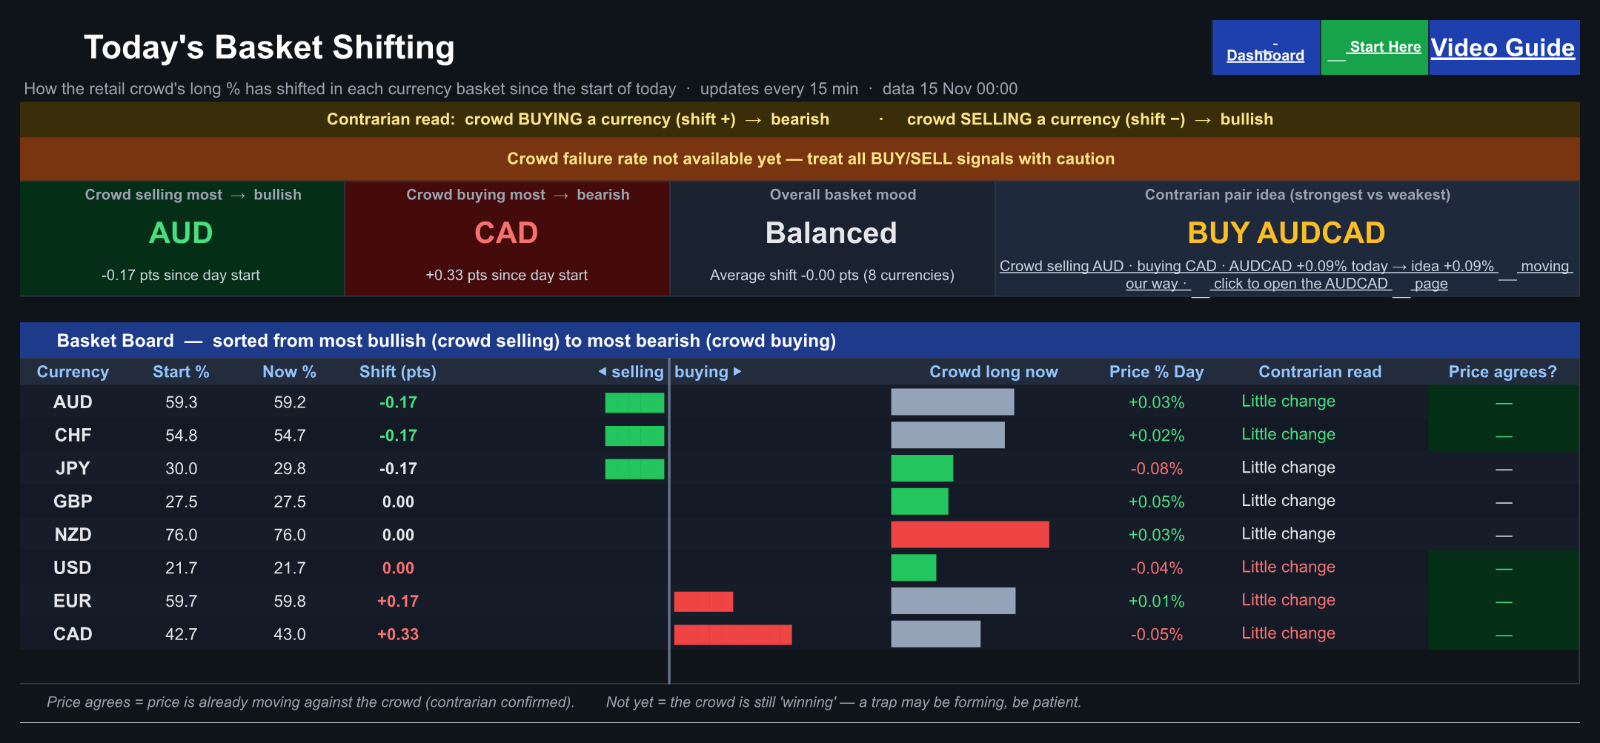 Today's Basket Shifting
Dashboard
Start Here
Video Guide
How the retail crowd's long % has shifted in each currency basket since the start of today · updates every 15 min · data 15 Nov 00:00
Contrarian read: crowd BUYING a currency (shift +) → bearish · crowd SELLING a currency (shift −) → bullish
Crowd failure rate not available yet — treat all BUY/SELL signals with caution
Crowd selling most → bullish
AUD
-0.17 pts since day start
Crowd buying most → bearish
CAD
+0.33 pts since day start
Overall basket mood
Balanced
Average shift -0.00 pts (8 currencies)
Contrarian pair idea (strongest vs weakest)
BUY AUDCAD
Crowd selling AUD · buying CAD · AUDCAD +0.09% today → idea +0.09% __ moving
our way · __ click to open the AUDCAD __ page
Basket Board — sorted from most bullish (crowd selling) to most bearish (crowd buying)
Currency Start % Now % Shift (pts) ◄ selling buying ► Crowd long now Price % Day Contrarian read Price agrees?
AUD 59.3 59.2 -0.17 +0.03% Little change —
CHF 54.8 54.7 -0.17 +0.02% Little change —
JPY 30.0 29.8 -0.17 -0.08% Little change —
GBP 27.5 27.5 0.00 +0.05% Little change —
NZD 76.0 76.0 0.00 +0.03% Little change —
USD 21.7 21.7 0.00 -0.04% Little change —
EUR 59.7 59.8 +0.17 +0.01% Little change —
CAD 42.7 43.0 +0.33 -0.05% Little change —
Price agrees = price is already moving against the crowd (contrarian confirmed). Not yet = the crowd is still 'winning' — a trap may be forming, be patient.